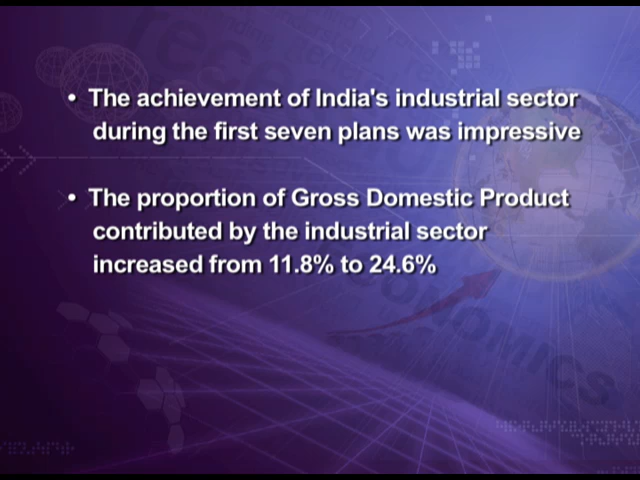 • The achievement of India's industrial sector
during the first seven plans was impressive
• The proportion of Gross Domestic Product
contributed by the industrial sector
increased from 11.8% to 24.6%
ECONOMICS